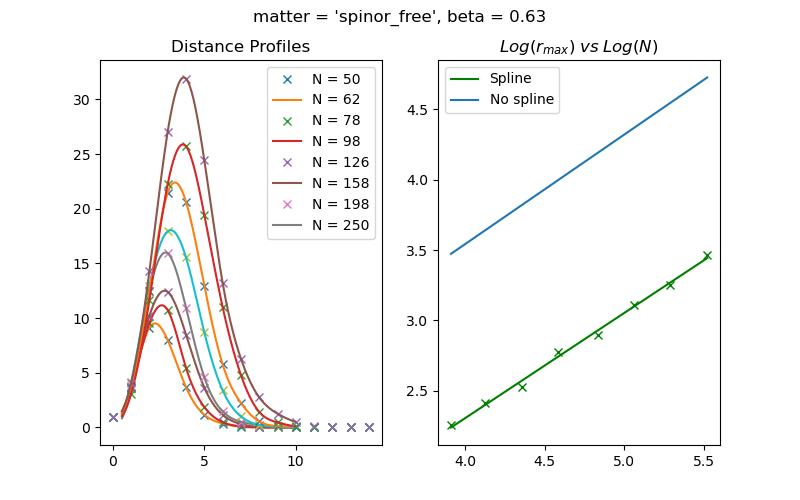 matter = 'spinor_free', beta = 0.63
Distance Profiles
30
25
20
15
10
5
0
0
5
10
N = 50
N = 62
N = 78
N = 98
N = 126
N = 158
N = 198
N = 250
Log(r_{max}) vs Log(N)
4.5
4.0
3.5
3.0
2.5
4.0
4.5
5.0
5.5
Spline
No spline